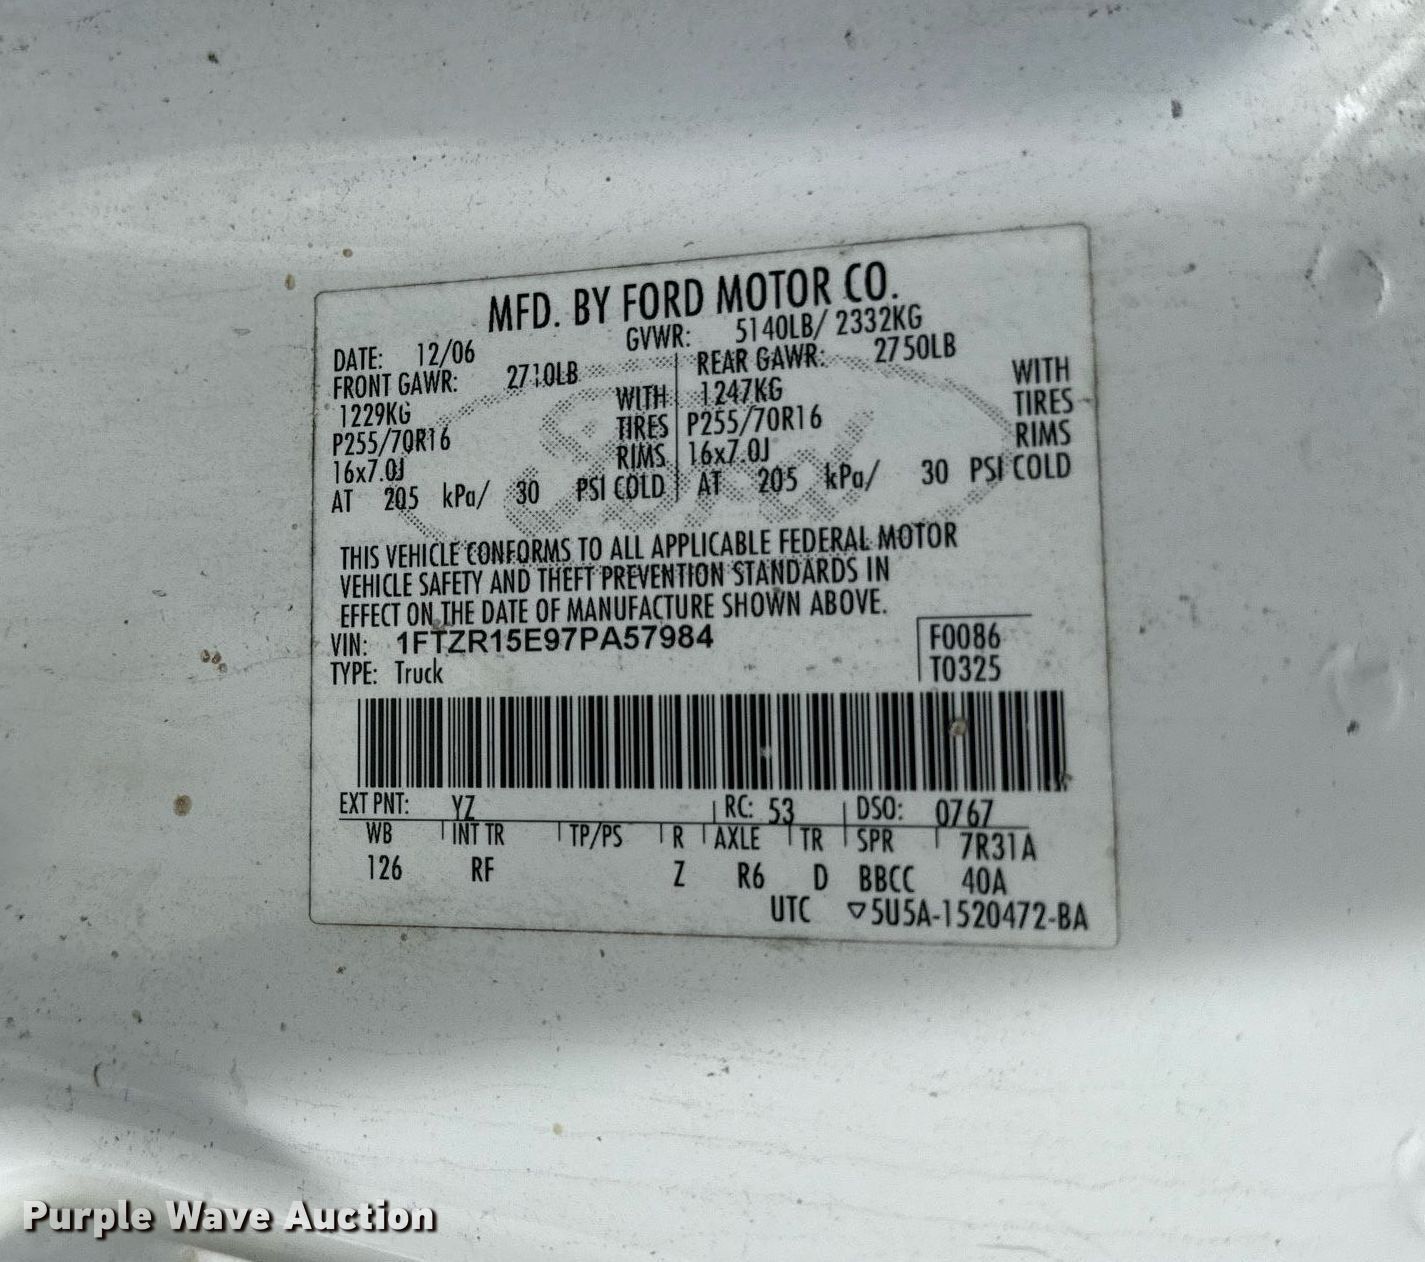 MFD. BY FORD MOTOR CO.
DATE: 12/06 GVWR: 5140LB/ 2332KG
FRONT GAWR: 2710LB REAR GAWR: 2750LB
1229KG WITH 1247KG WITH
P255/70R16 TIRES P255/70R16 TIRES
16x7.0J RIMS 16x7.0J RIMS
AT 205 kPa/ 30 PSI COLD AT 205 kPa/ 30 PSI COLD
THIS VEHICLE CONFORMS TO ALL APPLICABLE FEDERAL MOTOR
VEHICLE SAFETY AND THEFT PREVENTION STANDARDS IN
EFFECT ON THE DATE OF MANUFACTURE SHOWN ABOVE.
VIN: 1FTZR15E97PA57984 F0086
TYPE: Truck T0325
EXT PNT: YZ RC: 53 DSO: 0767
WB INT TR TP/PS R AXLE TR SPR 7R31A
126 RF Z R6 D BBCC 40A
UTC ▽5U5A-1520472-BA
Purple Wave Auction